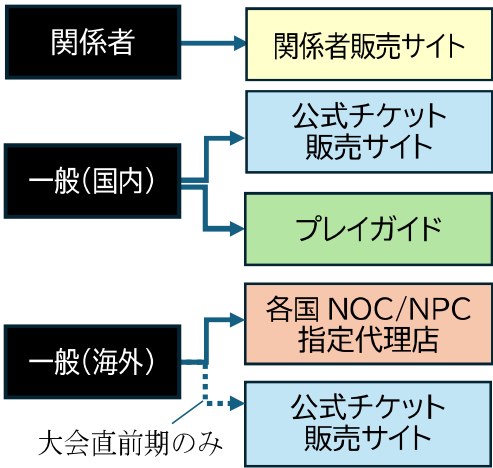 関係者
関係者販売サイト
公式チケット
販売サイト
一般（国内）
プレイガイド
各国 NOC/NPC
指定代理店
一般（海外）
公式チケット
販売サイト
大会直前期のみ